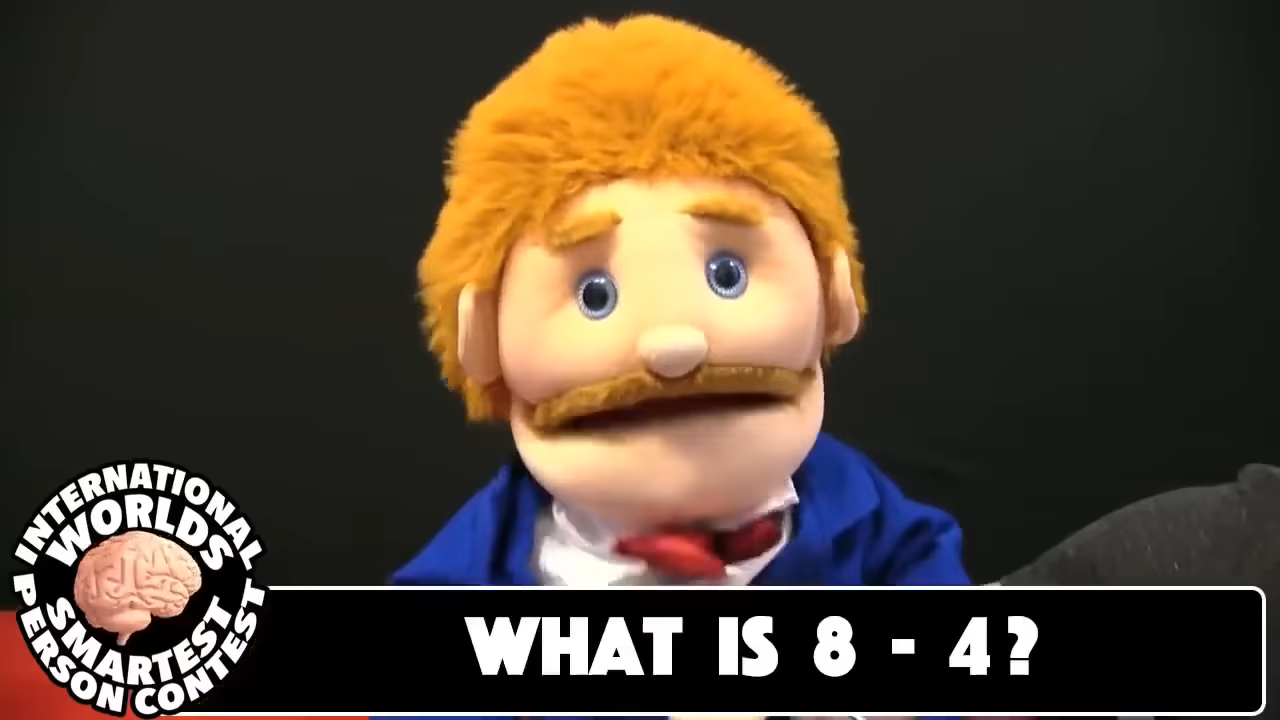 INTERNATIONAL
WORLDS
SMARTEST
PERSON CONTEST
WHAT IS 8 - 4?